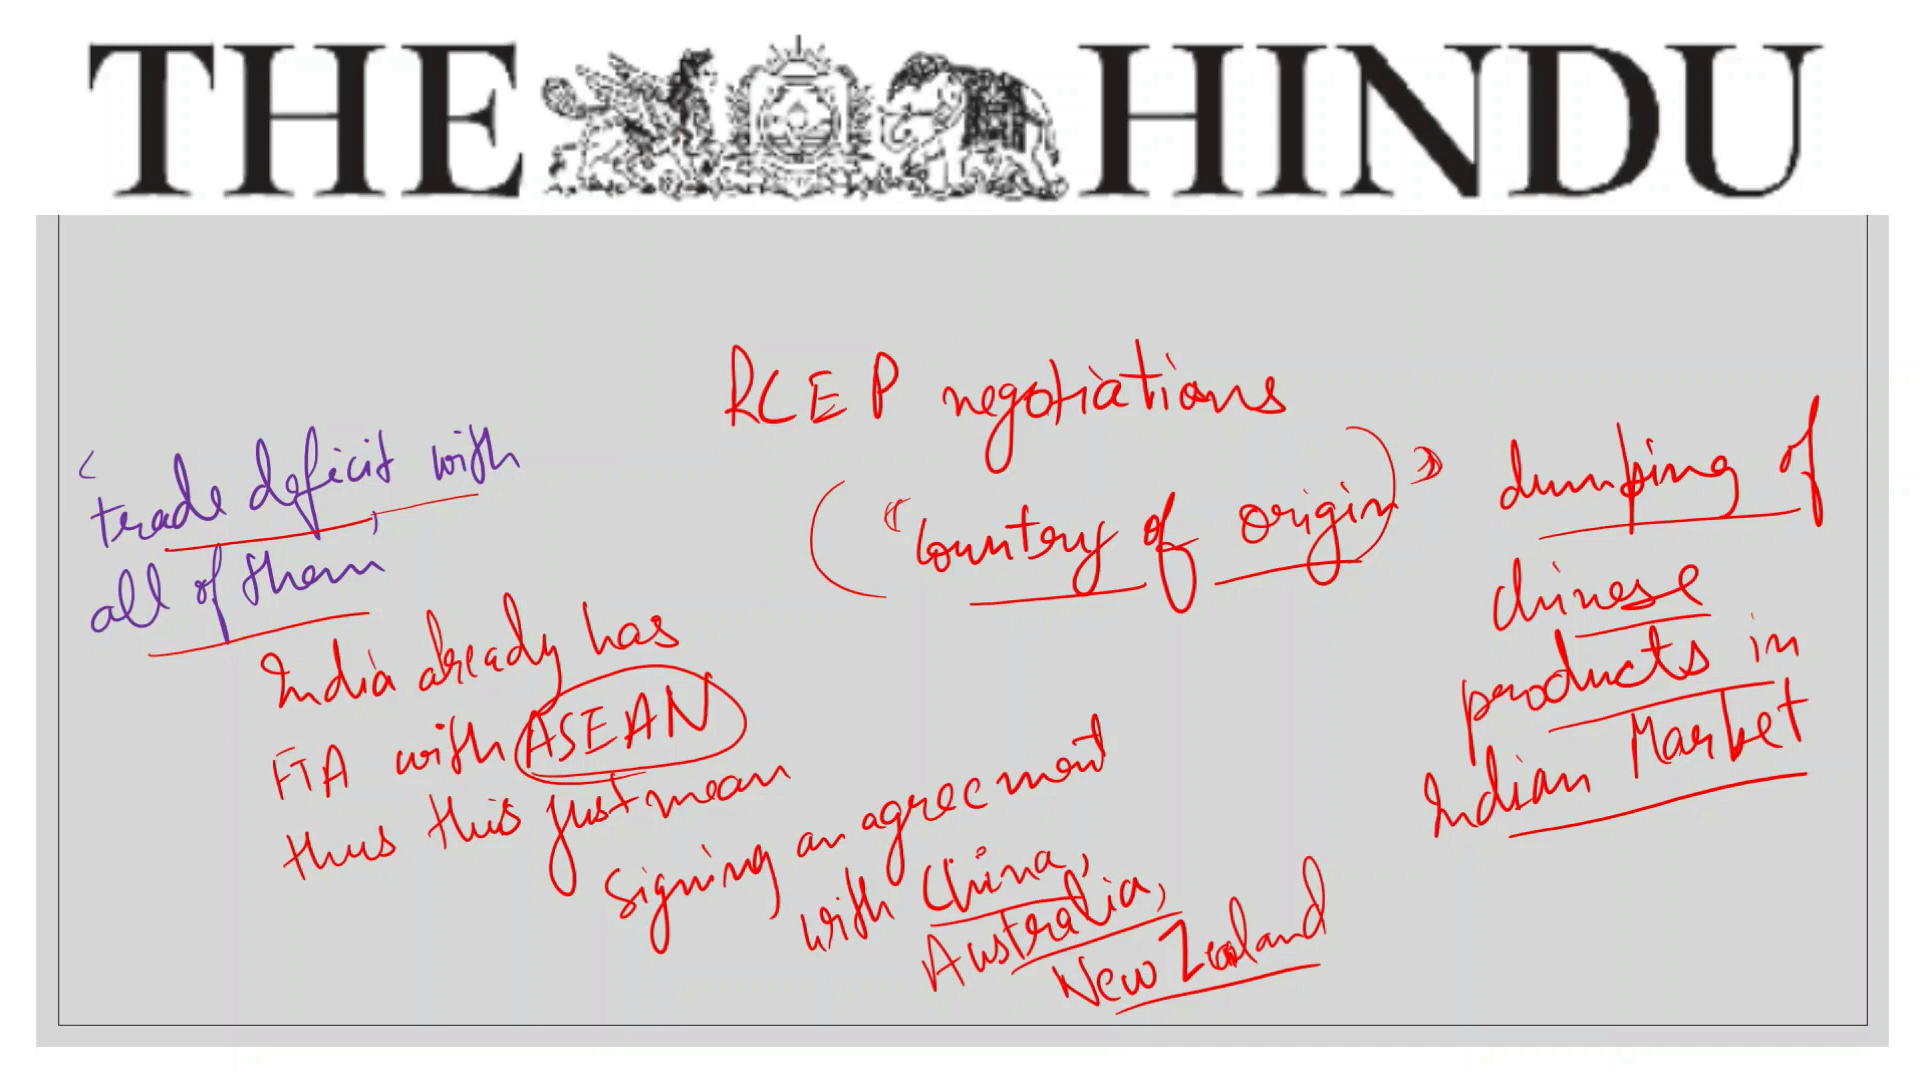 THE HINDU
RCEP negotiations
("Country of origin")
trade deficit with
all of them
India already has
FTA with ASEAN
thus this just mean
signing an agreement
with China,
Australia,
New Zealand
dumping of
chinese
products in
Indian Market